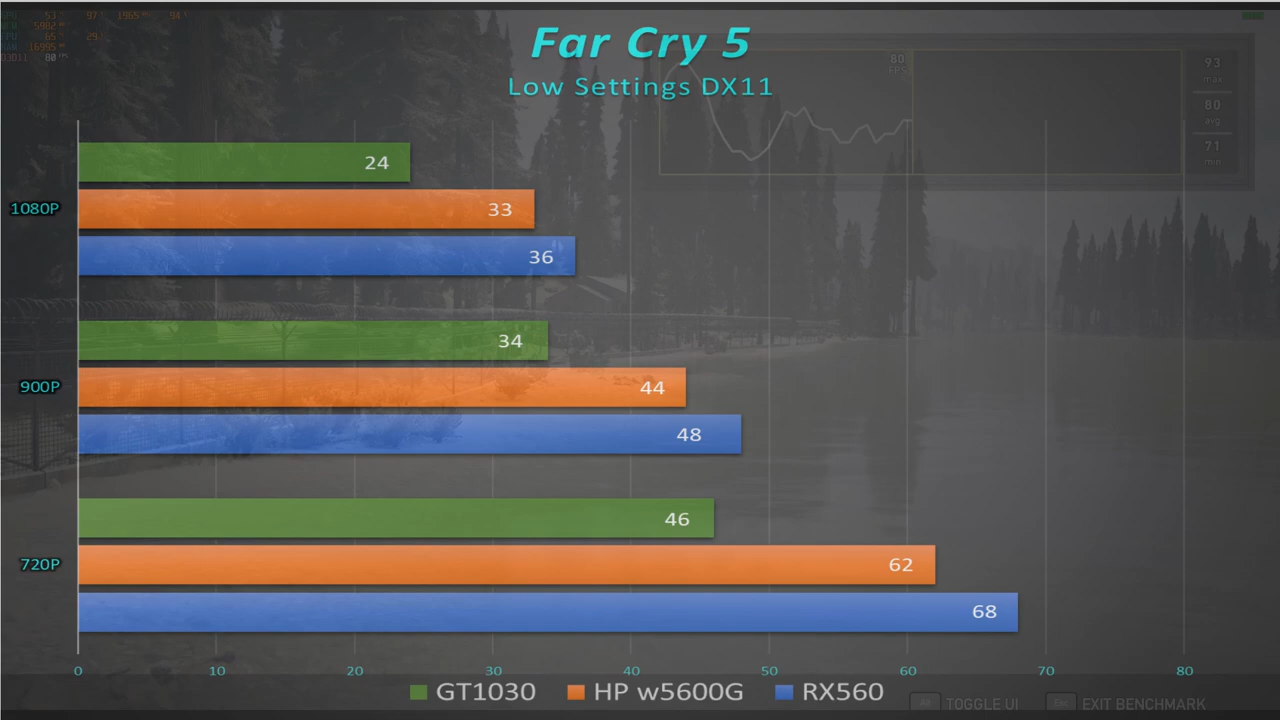 Far Cry 5
Low Settings DX11
80
FPS
93
max
80
avg
71
min
24
1080P
33
36
34
900P
44
48
46
720P
62
68
0 10 20 30 40 50 60 70 80
GT1030 HP w5600G RX560
TOGGLE UI Esc EXIT BENCHMARK